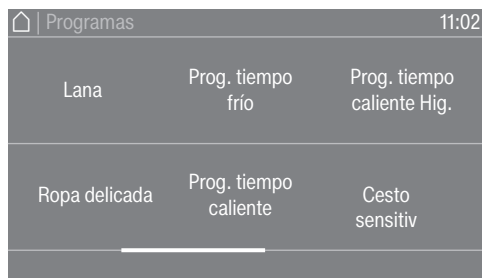 | Programas 11:02
Lana
Prog. tiempo
frío
Prog. tiempo
caliente Hig.
Ropa delicada
Prog. tiempo
caliente
Cesto
sensitiv